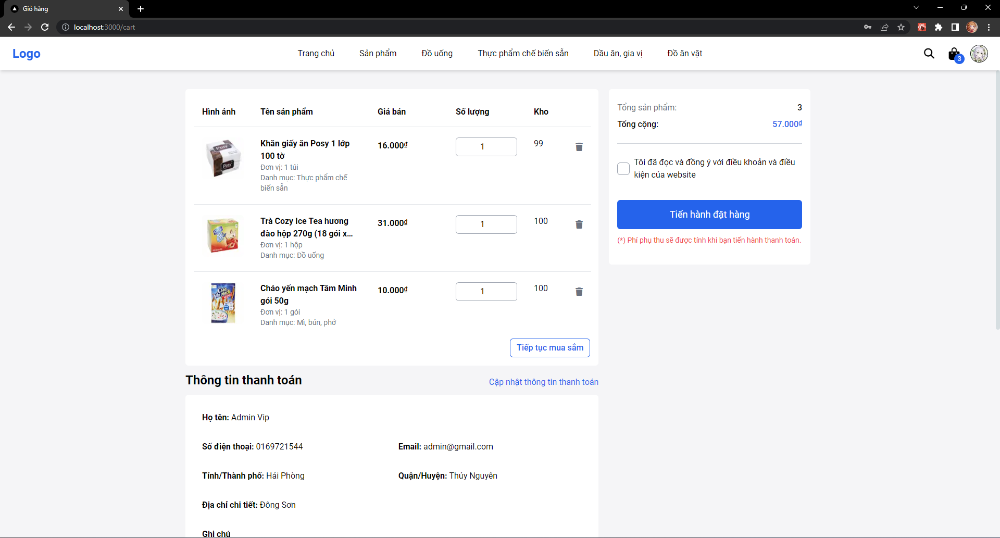 Giỏ hàng
localhost:3000/cart
Logo
Trang chủ
Sản phẩm
Đồ uống
Thực phẩm chế biến sẵn
Dầu ăn, gia vị
Đồ ăn vặt
3
Hình ảnh
Tên sản phẩm
Giá bán
Số lượng
Kho
Posy
Posy
Khăn giấy ăn Posy 1 lớp
100 tờ
Đơn vị: 1 túi
Danh mục: Thực phẩm chế
biến sẵn
16.000₫
1
99
Trà Cozy Ice Tea hương
đào hộp 270g (18 gói x...
Đơn vị: 1 hộp
Danh mục: Đồ uống
31.000₫
1
100
Cháo yến mạch Tâm Minh
gói 50g
Đơn vị: 1 gói
Danh mục: Mì, bún, phở
10.000₫
1
100
Tiếp tục mua sắm
Tổng sản phẩm:
3
Tổng cộng:
57.000₫
Tôi đã đọc và đồng ý với điều khoản và điều
kiện của website
Tiến hành đặt hàng
(*) Phí phụ thu sẽ được tính khi bạn tiến hành thanh toán.
Thông tin thanh toán
Cập nhật thông tin thanh toán
Họ tên: Admin Vip
Số điện thoại: 0169721544
Email: admin@gmail.com
Tỉnh/Thành phố: Hải Phòng
Quận/Huyện: Thủy Nguyên
Địa chỉ chi tiết: Đông Sơn
Ghi chú